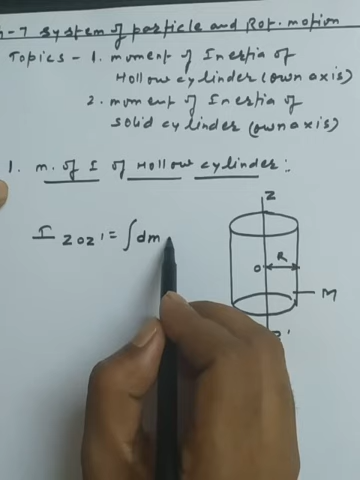 -7 system of particle and Rot. motion
Topics - 1. moment of Inertia of
Hollow cylinder (own axis)
2. moment of Inertia of
solid cylinder (own axis)
1. m. of I of Hollow cylinder:
Z
I ZOZ' = ∫dm
R
O
M